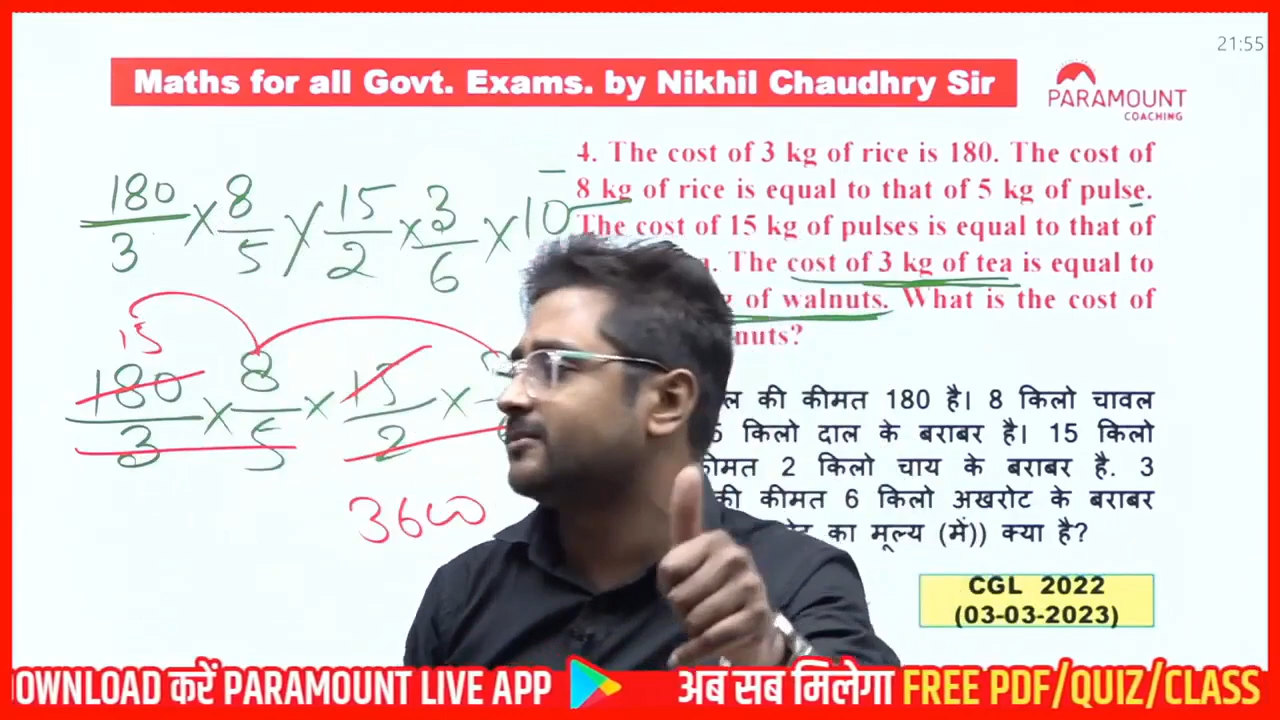 21:55
Maths for all Govt. Exams. by Nikhil Chaudhry Sir
PARAMOUNT
COACHING
4. The cost of 3 kg of rice is 180. The cost of
8 kg of rice is equal to that of 5 kg of pulse.
The cost of 15 kg of pulses is equal to that of
The cost of 3 kg of tea is equal to
of walnuts. What is the cost of
180/3 × 8/5 × 15/2 × 3/6 × 10
15
180/3 × 8/5 × 15/2 ×
3600
की कीमत 180 है। 8 किलो चावल
किलो दाल के बराबर है। 15 किलो
2 किलो चाय के बराबर है. 3
की कीमत 6 किलो अखरोट के बराबर
का मूल्य (में)) क्या है?
CGL 2022
(03-03-2023)
DOWNLOAD करें PARAMOUNT LIVE APP अब सब मिलेगा FREE PDF/QUIZ/CLASS